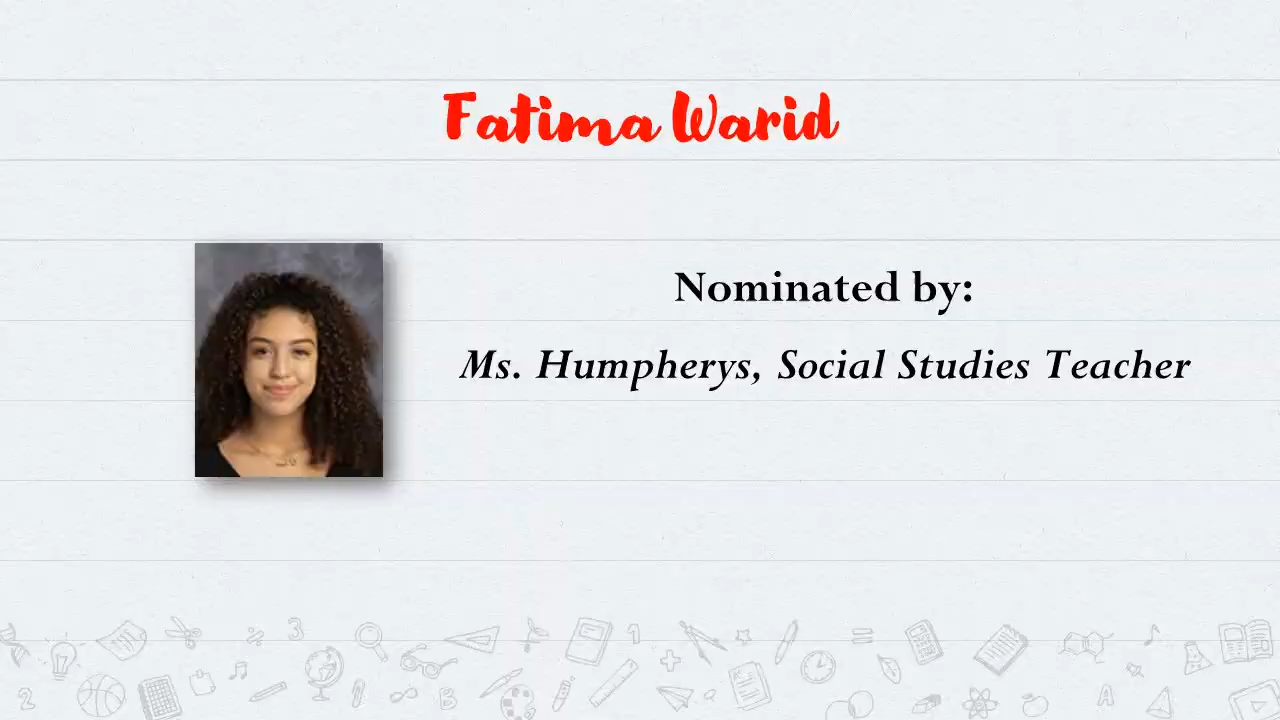 Fatima Warid
Nominated by:
Ms. Humpherys, Social Studies Teacher